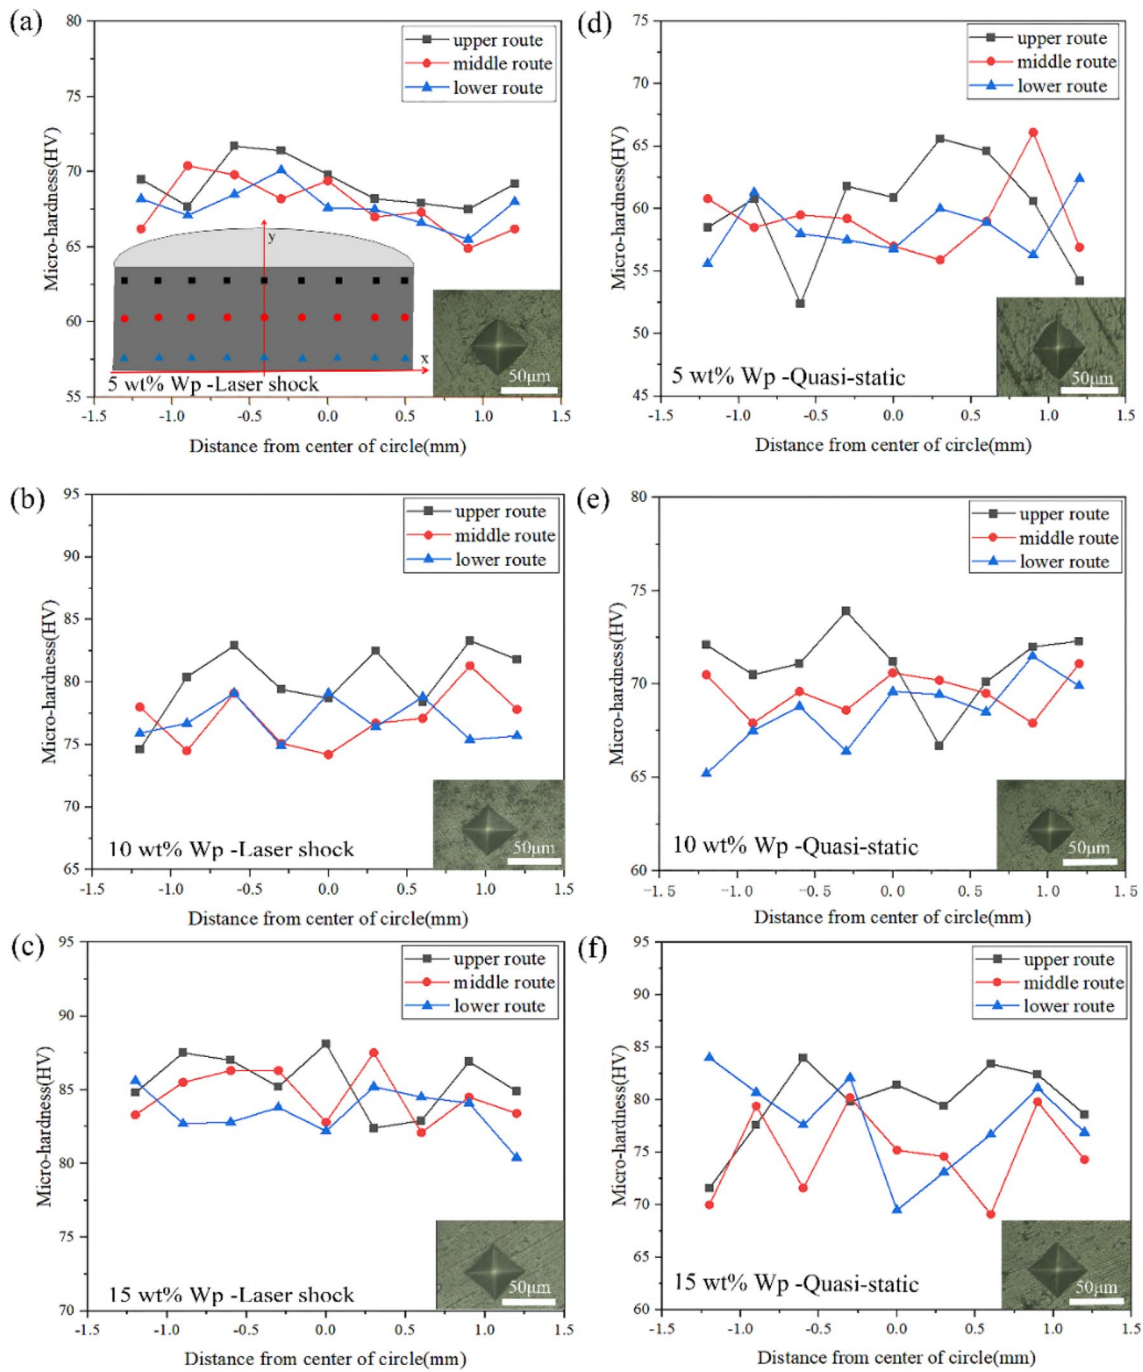 (a)
80
75
70
65
60
55
Micro-hardness(HV)
upper route
middle route
lower route
y
x
5 wt% Wp -Laser shock
50μm
-1.5 -1.0 -0.5 0.0 0.5 1.0 1.5
Distance from center of circle(mm)
(d)
75
70
65
60
55
50
45
Micro-hardness(HV)
upper route
middle route
lower route
5 wt% Wp -Quasi-static
50μm
-1.5 -1.0 -0.5 0.0 0.5 1.0 1.5
Distance from center of circle(mm)
(b)
95
90
85
80
75
70
65
Micro-hardness(HV)
upper route
middle route
lower route
10 wt% Wp -Laser shock
50μm
-1.5 -1.0 -0.5 0.0 0.5 1.0 1.5
Distance from center of circle(mm)
(e)
80
75
70
65
60
Micro-hardness(HV)
upper route
middle route
lower route
10 wt% Wp -Quasi-static
50μm
-1.5 -1.0 -0.5 0.0 0.5 1.0 1.5
Distance from center of circle(mm)
(c)
95
90
85
80
75
70
Micro-hardness(HV)
upper route
middle route
lower route
15 wt% Wp -Laser shock
50μm
-1.5 -1.0 -0.5 0.0 0.5 1.0 1.5
Distance from center of circle(mm)
(f)
95
90
85
80
75
70
65
60
Micro-hardness(HV)
upper route
middle route
lower route
15 wt% Wp -Quasi-static
50μm
-1.5 -1.0 -0.5 0.0 0.5 1.0 1.5
Distance from center of circle(mm)